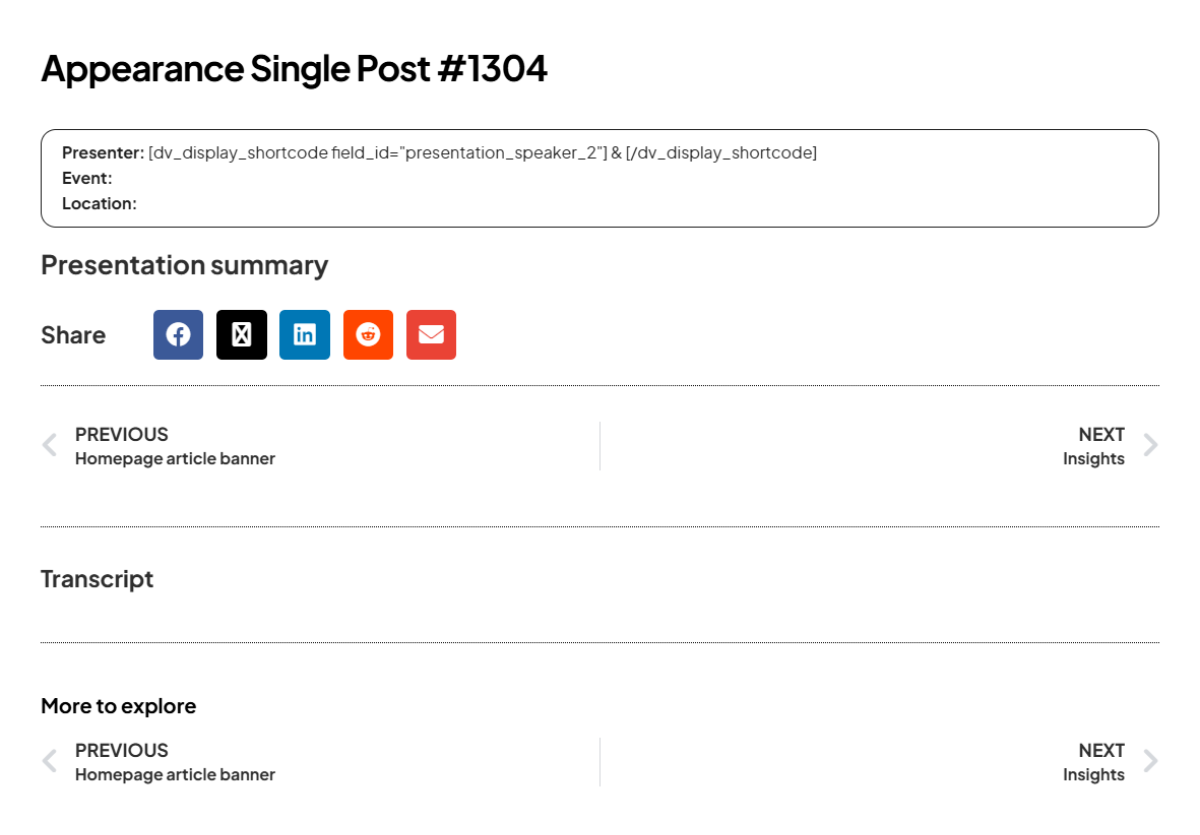 Appearance Single Post #1304
Presenter: [dv_display_shortcode field_id="presentation_speaker_2"] & [/dv_display_shortcode]
Event:
Location:
Presentation summary
Share
PREVIOUS
Homepage article banner
NEXT
Insights
Transcript
More to explore
PREVIOUS
Homepage article banner
NEXT
Insights